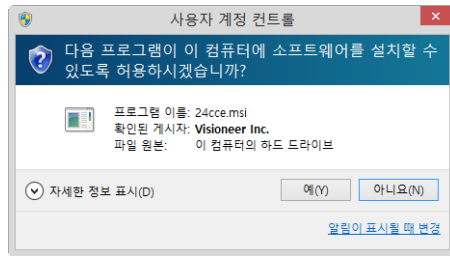 사용자 계정 컨트롤
다음 프로그램이 이 컴퓨터에 소프트웨어를 설치할 수
있도록 허용하시겠습니까?
프로그램 이름: 24cce.msi
확인된 게시자: Visioneer Inc.
파일 원본: 이 컴퓨터의 하드 드라이브
자세한 정보 표시(D) 예(Y) 아니요(N)
알림이 표시될 때 변경